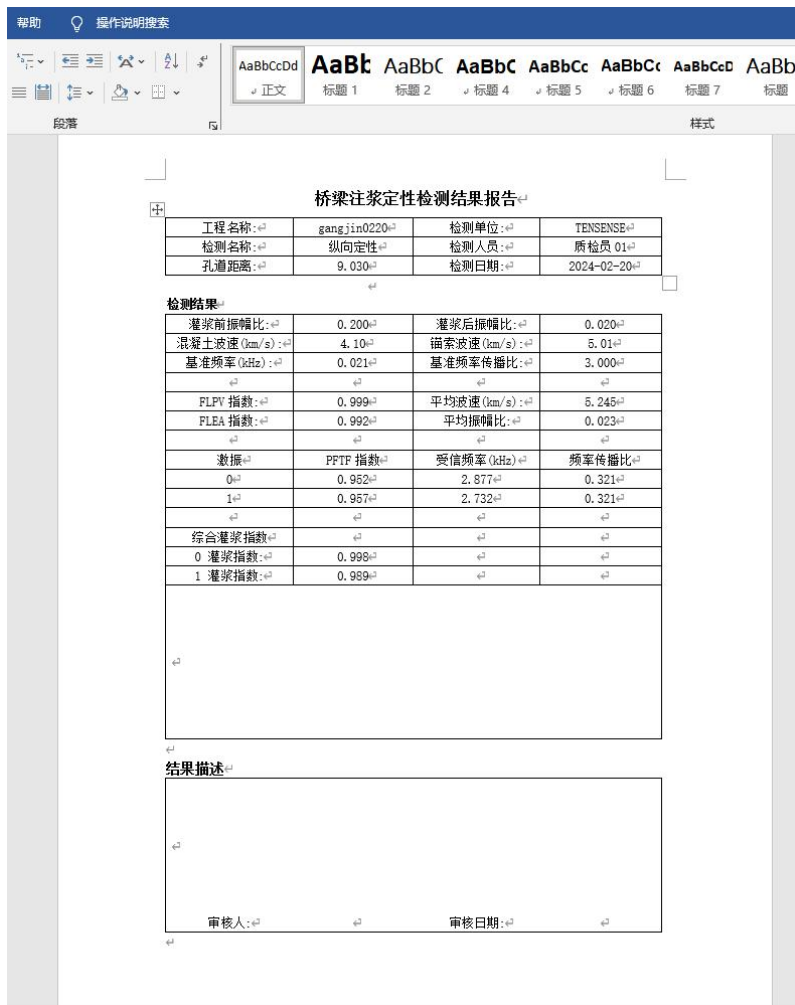 帮助 操作说明搜索
AaBbCcDd AaBb AaBbC AaBbC AaBbCc AaBbCc AaBbCcD AaBb
正文 标题 1 标题 2 标题 4 标题 5 标题 6 标题 7 标题
段落 样式
桥梁注浆定性检测结果报告
工程名称: gangjin0220 检测单位: TENSENSE
检测名称: 纵向定性 检测人员: 质检员 01
孔道距离: 9.030 检测日期: 2024-02-20
检测结果
灌浆前振幅比: 0.200 灌浆后振幅比: 0.020
混凝土波速(km/s): 4.10 锚索波速(km/s): 5.01
基准频率(kHz): 0.021 基准频率传播比: 3.000
FLPV 指数: 0.999 平均波速(km/s): 5.245
FLEA 指数: 0.992 平均振幅比: 0.023
激振 PFTF 指数 受信频率(kHz) 频率传播比
0 0.952 2.877 0.321
1 0.957 2.732 0.321
综合灌浆指数
0 灌浆指数: 0.998
1 灌浆指数: 0.989
结果描述
审核人: 审核日期: